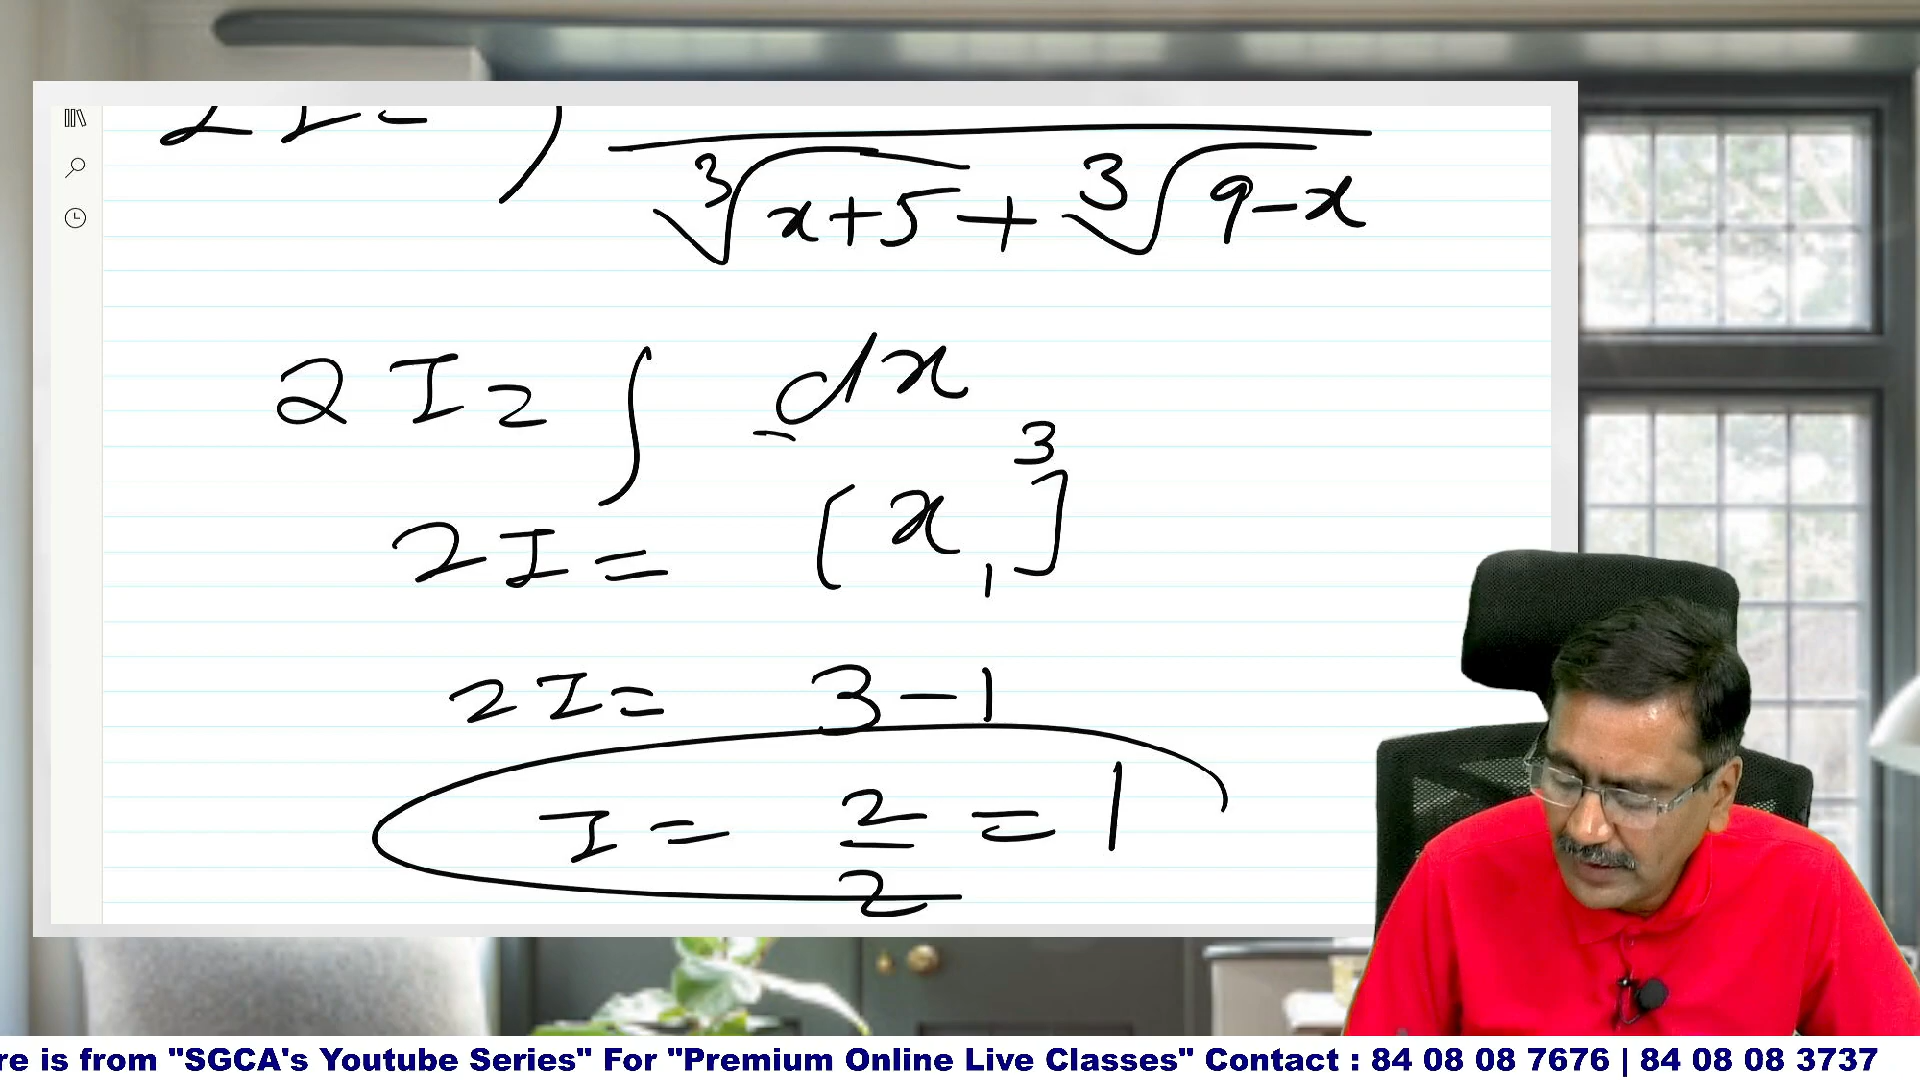 2I =
∛x+5 + ∛9-x
2I = ∫ dx
2I = [x]₁³
2I = 3-1
I = 2/2 = 1
re is from "SGCA's Youtube Series" For "Premium Online Live Classes" Contact : 84 08 08 7676 | 84 08 08 3737